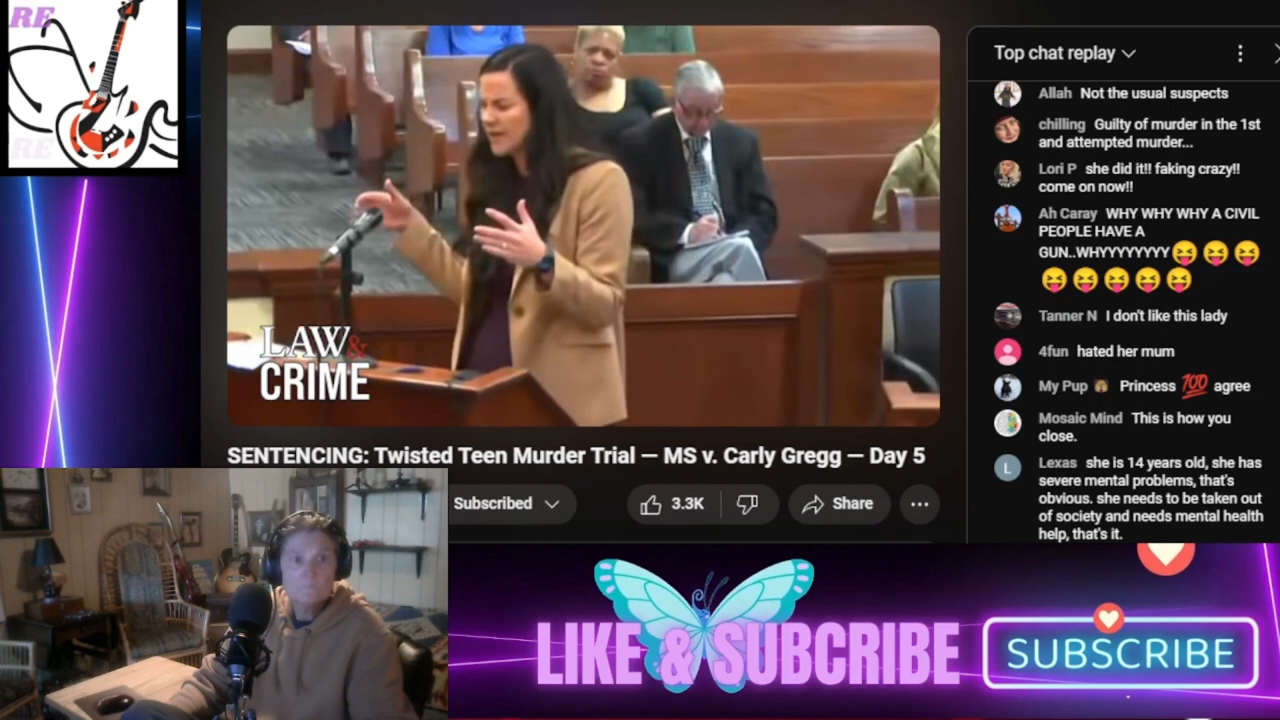 RE
RE
LAW&
CRIME
SENTENCING: Twisted Teen Murder Trial — MS v. Carly Gregg — Day 5
Subscribed
3.3K
Share
Top chat replay
Allah Not the usual suspects
chilling Guilty of murder in the 1st
and attempted murder...
Lori P she did it!! faking crazy!!
come on now!!
Ah Caray WHY WHY WHY A CIVIL
PEOPLE HAVE A
GUN..WHYYYYYYY 😝 😝 😝
😝 😝 😝 😝 😝
Tanner N I don't like this lady
4fun hated her mum
My Pup Princess 💯 agree
Mosaic Mind This is how you
close.
L
Lexas she is 14 years old, she has
severe mental problems, that's
obvious. she needs to be taken out
of society and needs mental health
help, that's it.
LIKE & SUBCRIBE
SUBSCRIBE